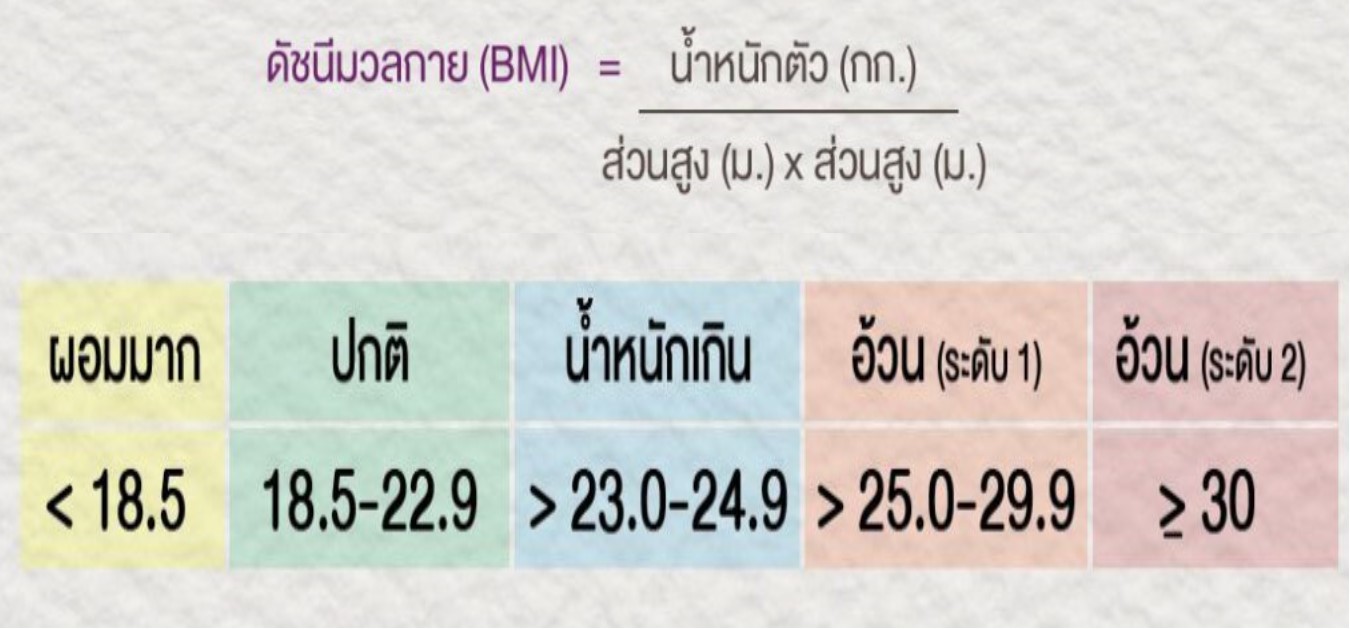 ดัชนีมวลกาย (BMI) = น้ำหนักตัว (กก.)
ส่วนสูง (ม.) x ส่วนสูง (ม.)
ผอมมาก ปกติ น้ำหนักเกิน อ้วน (ระดับ 1) อ้วน (ระดับ 2)
< 18.5 18.5-22.9 > 23.0-24.9 > 25.0-29.9 ≥ 30